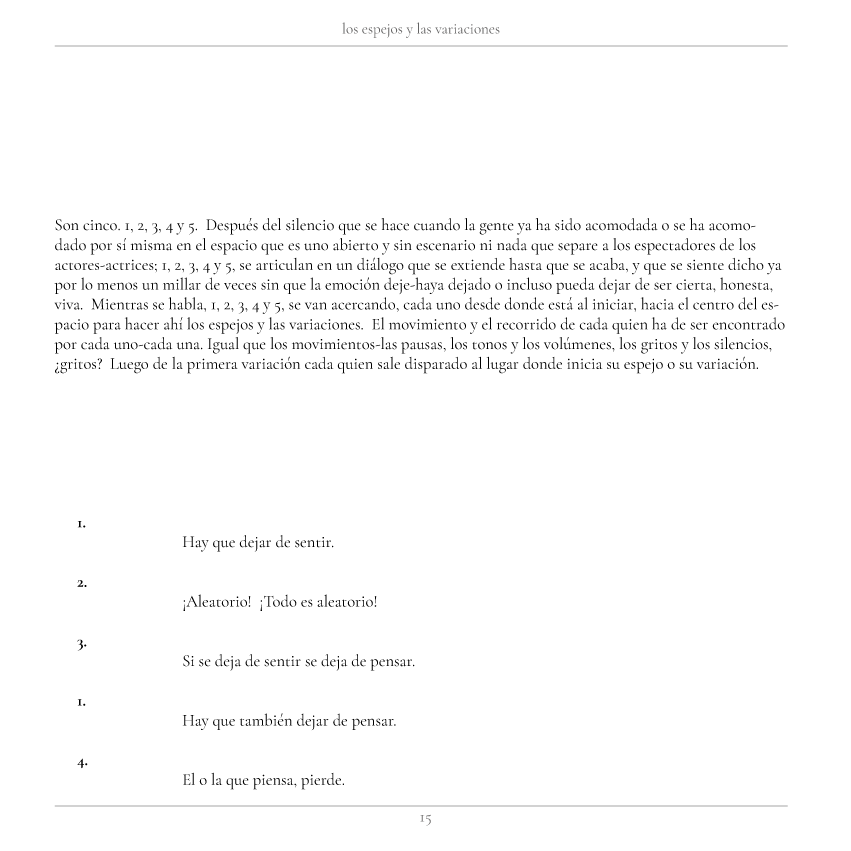 los espejos y las variaciones
Son cinco. 1, 2, 3, 4 y 5.  Después del silencio que se hace cuando la gente ya ha sido acomodada o se ha acomo-
dado por sí misma en el espacio que es uno abierto y sin escenario ni nada que separe a los espectadores de los
actores-actrices; 1, 2, 3, 4 y 5, se articulan en un diálogo que se extiende hasta que se acaba, y que se siente dicho ya
por lo menos un millar de veces sin que la emoción deje-haya dejado o incluso pueda dejar de ser cierta, honesta,
viva.  Mientras se habla, 1, 2, 3, 4 y 5, se van acercando, cada uno desde donde está al iniciar, hacia el centro del es-
pacio para hacer ahí los espejos y las variaciones.  El movimiento y el recorrido de cada quien ha de ser encontrado
por cada uno-cada una. Igual que los movimientos-las pausas, los tonos y los volúmenes, los gritos y los silencios,
¿gritos?  Luego de la primera variación cada quien sale disparado al lugar donde inicia su espejo o su variación.
1.
Hay que dejar de sentir.
2.
¡Aleatorio!  ¡Todo es aleatorio!
3.
Si se deja de sentir se deja de pensar.
1.
Hay que también dejar de pensar.
4.
El o la que piensa, pierde.
15